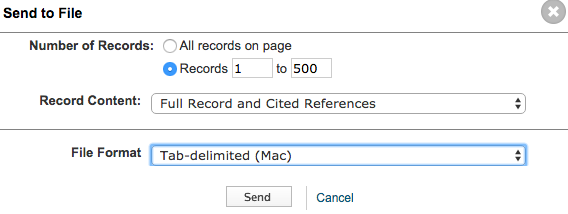 Send to File
Number of Records: All records on page
Records 1 to 500
Record Content: Full Record and Cited References
File Format Tab-delimited (Mac)
Send Cancel